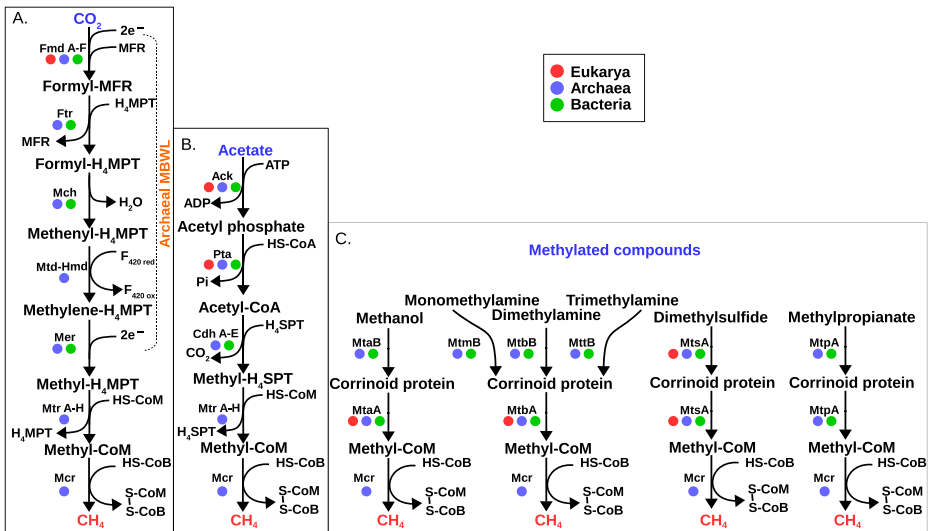 A.
CO2
2e−
Fmd A-F
MFR
Formyl-MFR
H4MPT
Ftr
MFR
Formyl-H4MPT
Mch
H2O
Methenyl-H4MPT
F420 red
Mtd-Hmd
F420 ox
Methylene-H4MPT
2e−
Mer
Methyl-H4MPT
HS-CoM
Mtr A-H
H4MPT
Methyl-CoM
HS-CoB
Mcr
S-CoM
S-CoB
CH4
Archaeal MBWL
B.
Acetate
ATP
Ack
ADP
Acetyl phosphate
HS-CoA
Pta
Pi
Acetyl-CoA
H4SPT
Cdh A-E
CO2
Methyl-H4SPT
HS-CoM
Mtr A-H
H4SPT
Methyl-CoM
HS-CoB
Mcr
S-CoM
S-CoB
CH4
Eukarya
Archaea
Bacteria
C.
Methylated compounds
Methanol
MtaB
Corrinoid protein
MtaA
Methyl-CoM
HS-CoB
Mcr
S-CoM
S-CoB
CH4
Monomethylamine
Dimethylamine
Trimethylamine
MtmB
MtbB
MttB
Corrinoid protein
MtbA
Methyl-CoM
HS-CoB
Mcr
S-CoM
S-CoB
CH4
Dimethylsulfide
MtsA
Corrinoid protein
MtsA
Methyl-CoM
HS-CoB
Mcr
S-CoM
S-CoB
CH4
Methylpropianate
MtpA
Corrinoid protein
MtpA
Methyl-CoM
HS-CoB
Mcr
S-CoM
S-CoB
CH4